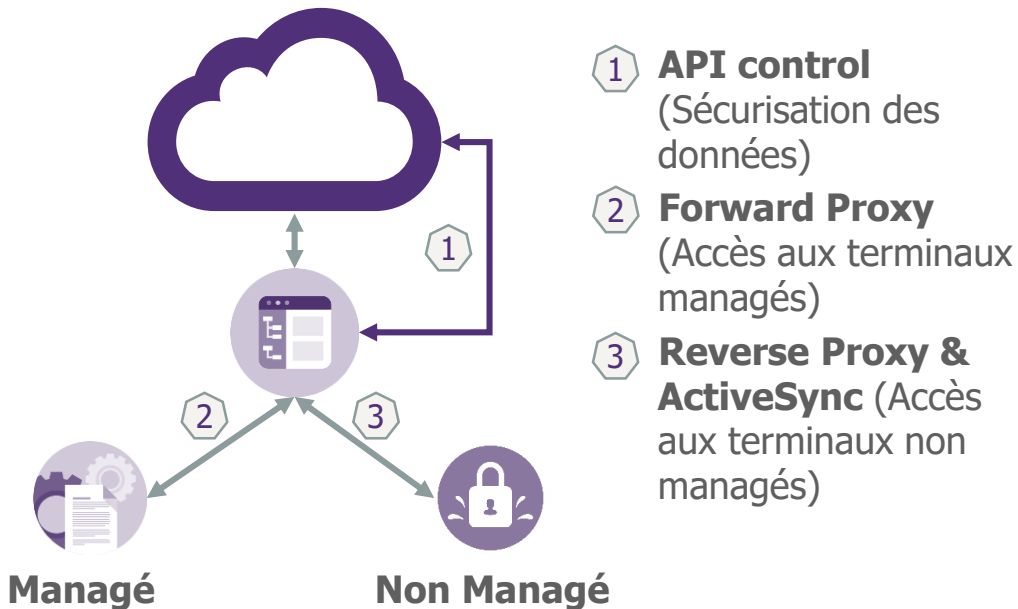 1 API control
(Sécurisation des
données)
2 Forward Proxy
(Accès aux terminaux
managés)
3 Reverse Proxy &
ActiveSync (Accès
aux terminaux non
managés)
1
2
3
Managé
Non Managé